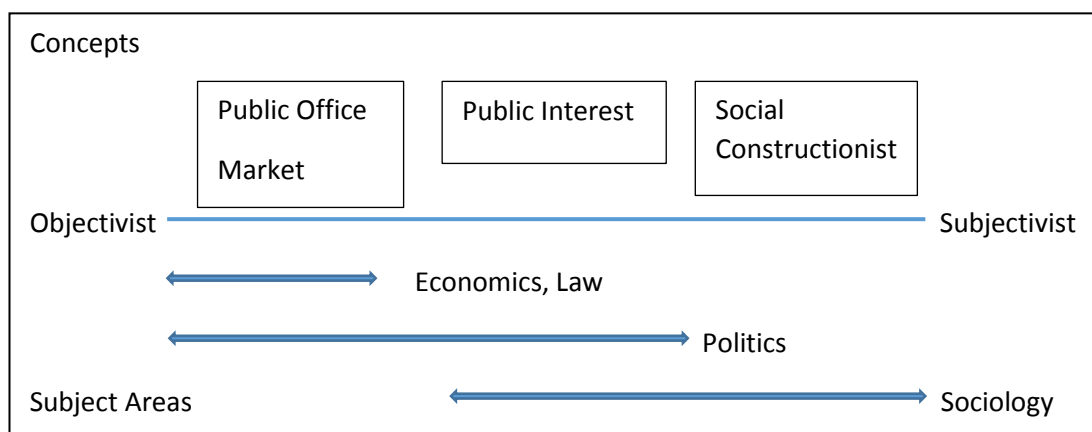 Concepts
Public Office
Market
Public Interest
Social
Constructionist
Objectivist
Subjectivist
Economics, Law
Politics
Subject Areas
Sociology